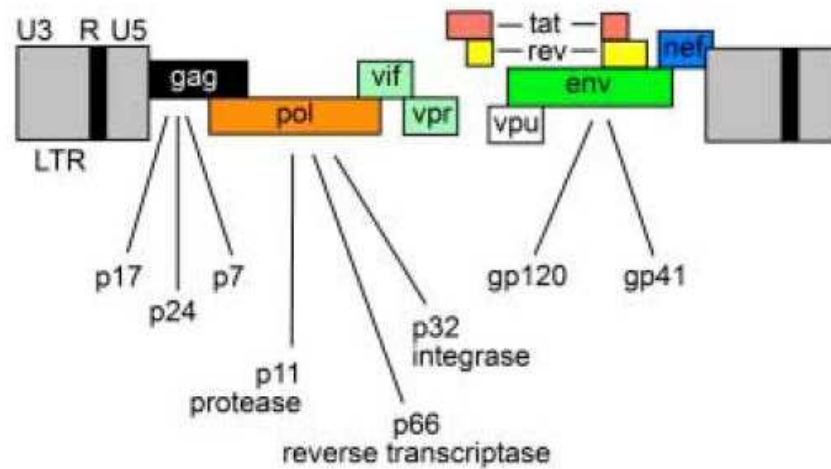 U3 R U5
tat
rev
nef
gag
vif
env
pol
vpr
vpu
LTR
p17
p24
p7
gp120
gp41
p32
integrase
p11
protease
p66
reverse transcriptase